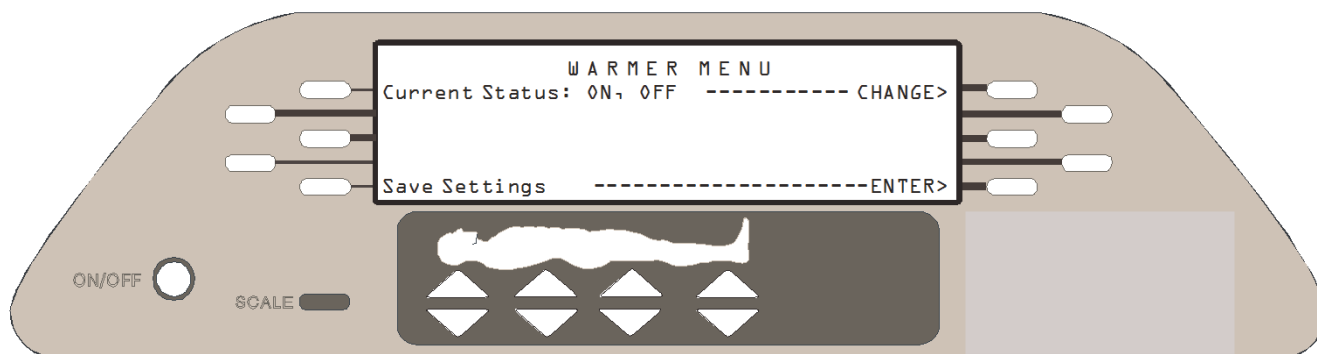 WARMER MENU
Current Status: ON, OFF ----------- CHANGE>
Save Settings ---------------------ENTER>
ON/OFF
SCALE